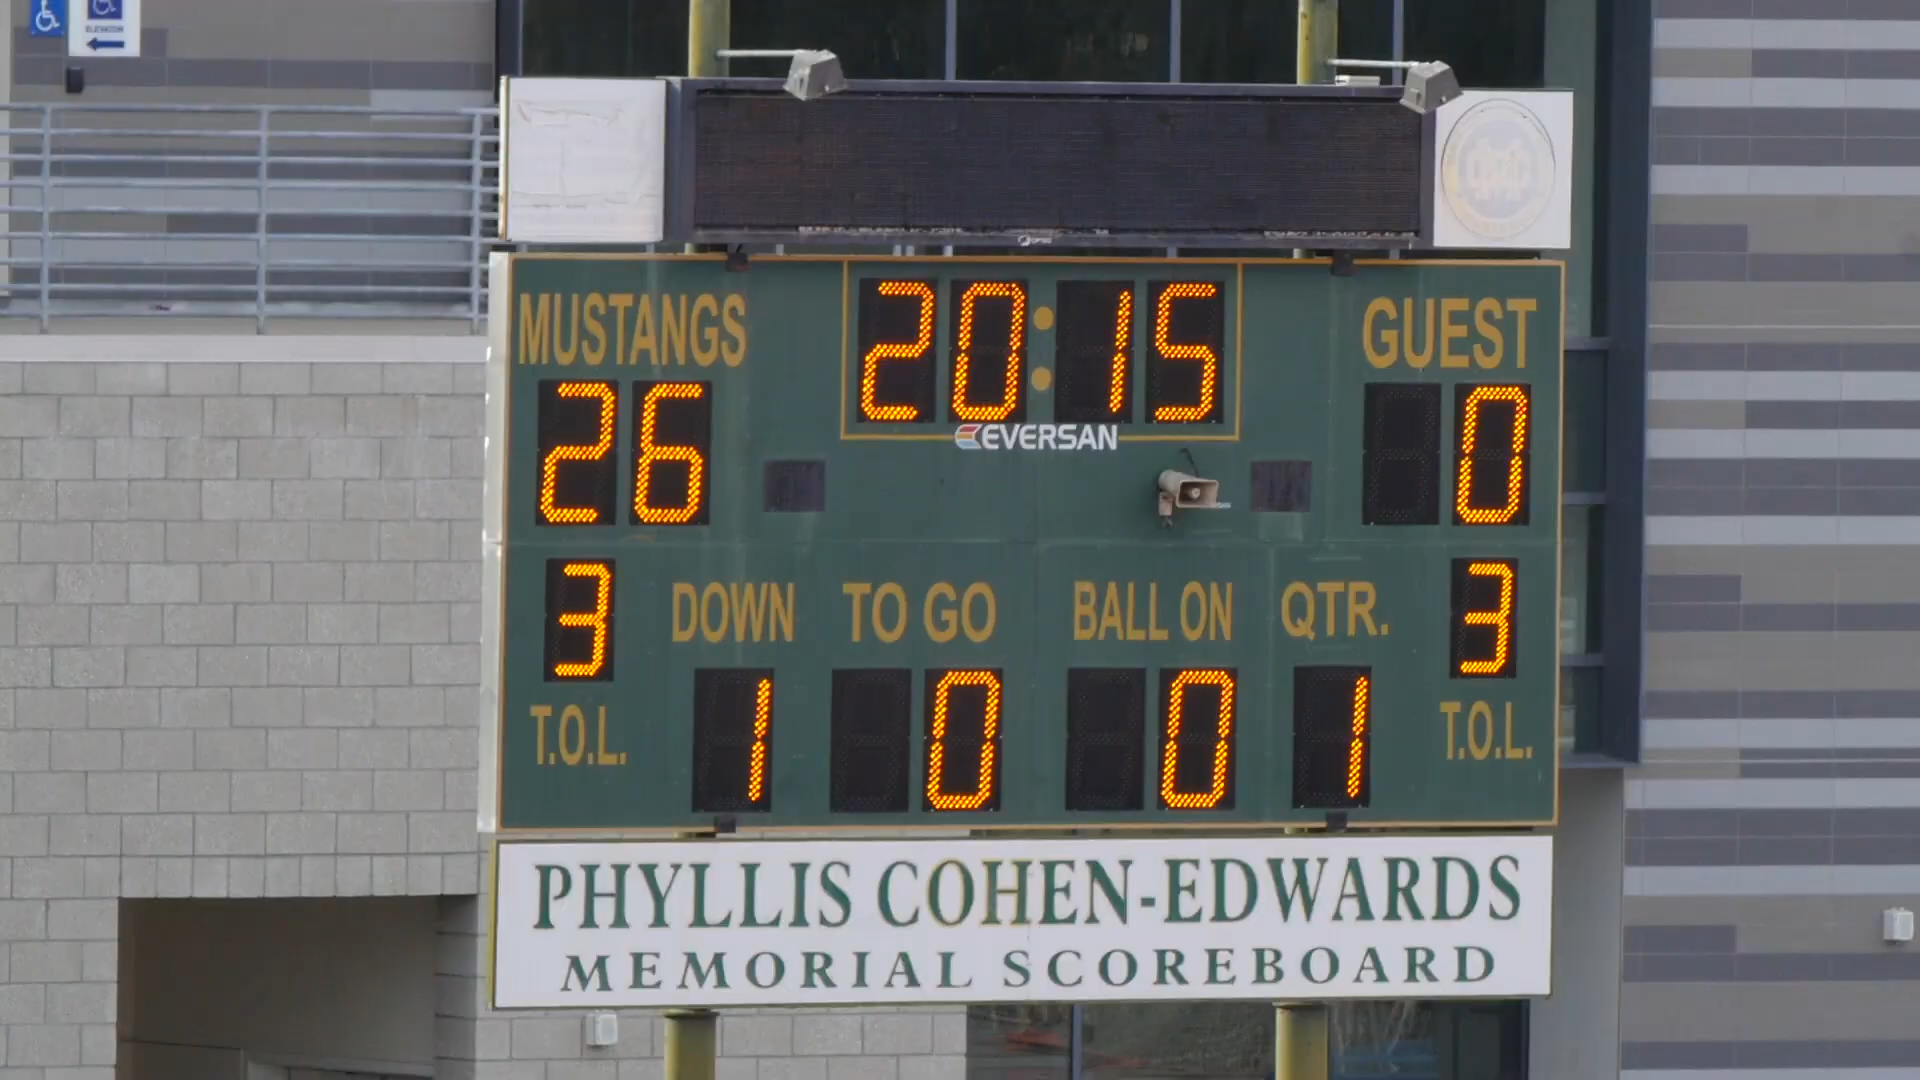 ELEVATOR
MUSTANGS
20:15
GUEST
26
0
EVERSAN
3
DOWN
TO GO
BALL ON
QTR.
3
T.O.L.
1
0
0
1
T.O.L.
PHYLLIS COHEN-EDWARDS
MEMORIAL SCOREBOARD